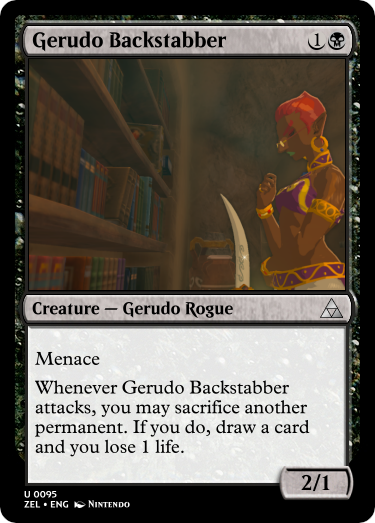 Gerudo Backstabber 1
Creature — Gerudo Rogue
Menace
Whenever Gerudo Backstabber
attacks, you may sacrifice another
permanent. If you do, draw a card
and you lose 1 life.
2/1
U 0095
ZEL • ENG Nintendo